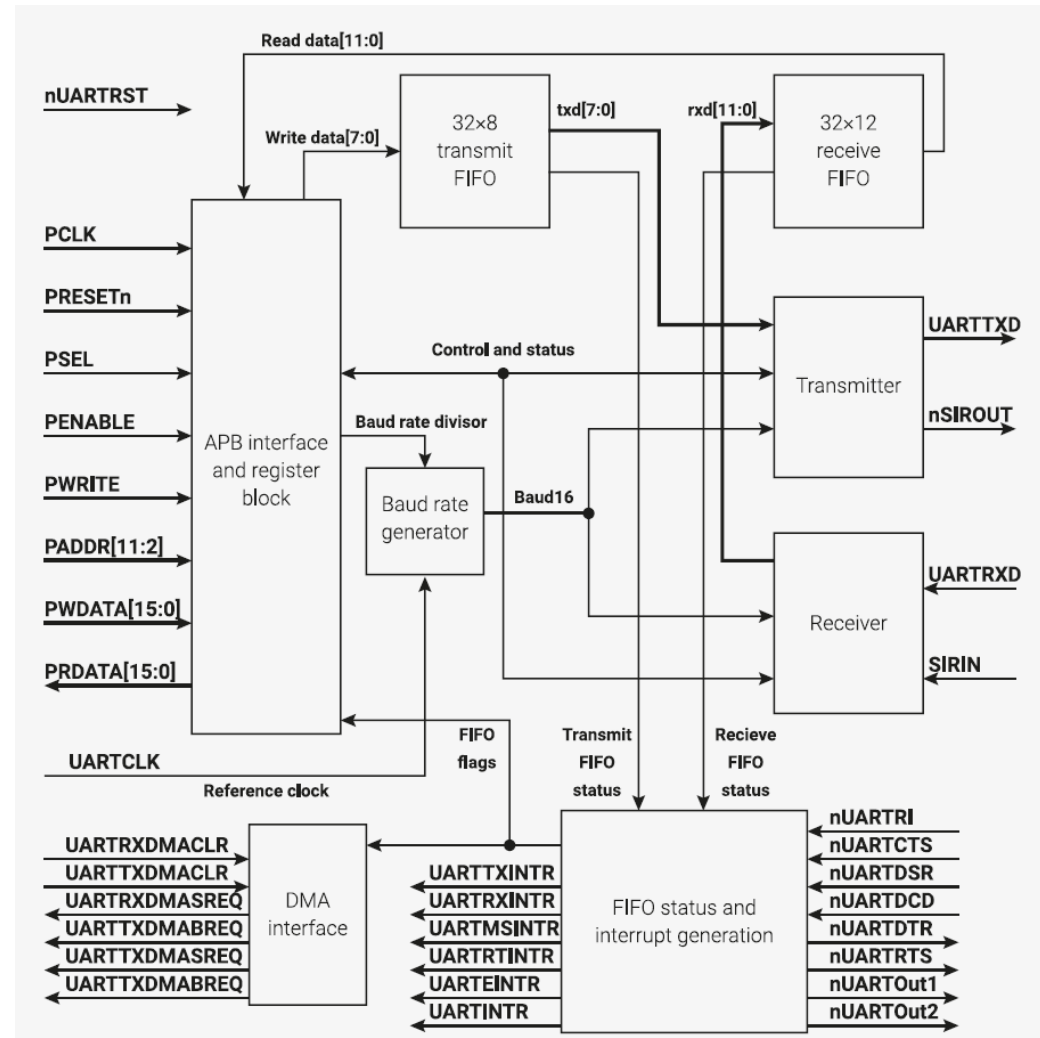 Read data[11:0]
nUARTRST
Write data[7:0]
32×8
transmit
FIFO
txd[7:0]
rxd[11:0]
32×12
receive
FIFO
PCLK
PRESETn
PSEL
PENABLE
PWRITE
PADDR[11:2]
PWDATA[15:0]
PRDATA[15:0]
APB interface
and register
block
Control and status
Baud rate divisor
Baud rate
generator
Baud16
Transmitter
UARTTXD
nSIROUT
Receiver
UARTRXD
SIRIN
UARTCLK
Reference clock
FIFO
flags
Transmit
FIFO
status
Recieve
FIFO
status
UARTRXDMACLR
UARTTXDMACLR
UARTRXDMASREQ
UARTTXDMABREQ
UARTTXDMASREQ
UARTTXDMABREQ
DMA
interface
UARTTXINTR
UARTRXINTR
UARTMSINTR
UARTRTINTR
UARTEINTR
UARTINTR
FIFO status and
interrupt generation
nUARTRI
nUARTCTS
nUARTDSR
nUARTDCD
nUARTDTR
nUARTRTS
nUARTOut1
nUARTOut2